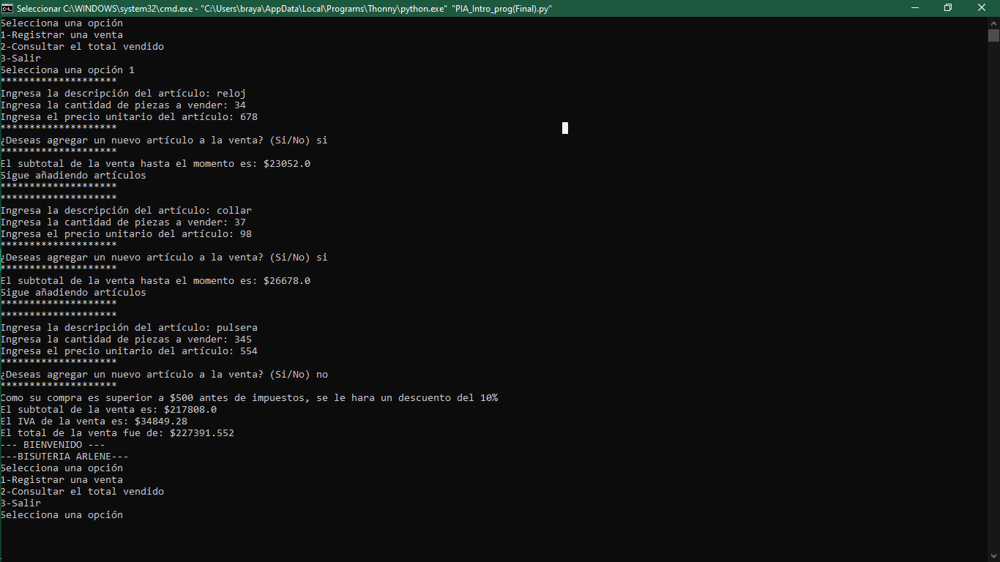 Seleccionar C:\WINDOWS\system32\cmd.exe - "C:\Users\braya\AppData\Local\Programs\Thonny\python.exe" "PIA_Intro_prog(Final).py"
Selecciona una opción
1-Registrar una venta
2-Consultar el total vendido
3-Salir
Selecciona una opción 1
********************
Ingresa la descripción del artículo: reloj
Ingresa la cantidad de piezas a vender: 34
Ingresa el precio unitario del artículo: 678
********************
¿Deseas agregar un nuevo artículo a la venta? (Si/No) si
********************
El subtotal de la venta hasta el momento es: $23052.0
Sigue añadiendo artículos
********************
********************
Ingresa la descripción del artículo: collar
Ingresa la cantidad de piezas a vender: 37
Ingresa el precio unitario del artículo: 98
********************
¿Deseas agregar un nuevo artículo a la venta? (Si/No) si
********************
El subtotal de la venta hasta el momento es: $26678.0
Sigue añadiendo artículos
********************
********************
Ingresa la descripción del artículo: pulsera
Ingresa la cantidad de piezas a vender: 345
Ingresa el precio unitario del artículo: 554
********************
¿Deseas agregar un nuevo artículo a la venta? (Si/No) no
********************
Como su compra es superior a $500 antes de impuestos, se le hara un descuento del 10%
El subtotal de la venta es: $217808.0
El IVA de la venta es: $34849.28
El total de la venta fue de: $227391.552
--- BIENVENIDO ---
---BISUTERIA ARLENE---
Selecciona una opción
1-Registrar una venta
2-Consultar el total vendido
3-Salir
Selecciona una opción